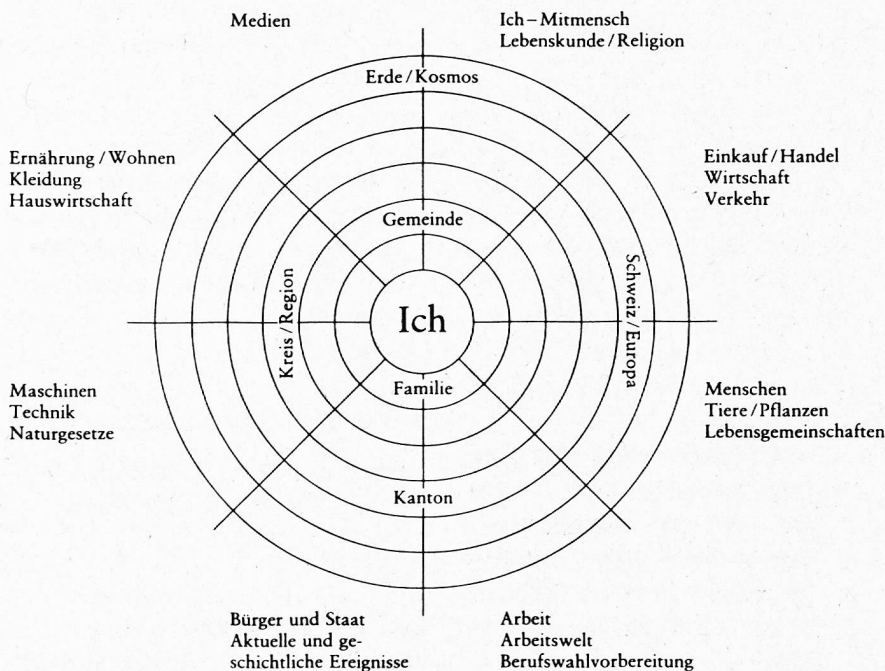 Medien
Ich – Mitmensch
Lebenskunde / Religion
Erde / Kosmos
Ernährung / Wohnen
Kleidung
Hauswirtschaft
Einkauf / Handel
Wirtschaft
Verkehr
Gemeinde
Kreis / Region
Ich
Schweiz / Europa
Familie
Maschinen
Technik
Naturgesetze
Menschen
Tiere / Pflanzen
Lebensgemeinschaften
Kanton
Bürger und Staat
Aktuelle und ge-
schichtliche Ereignisse
Arbeit
Arbeitswelt
Berufswahlvorbereitung